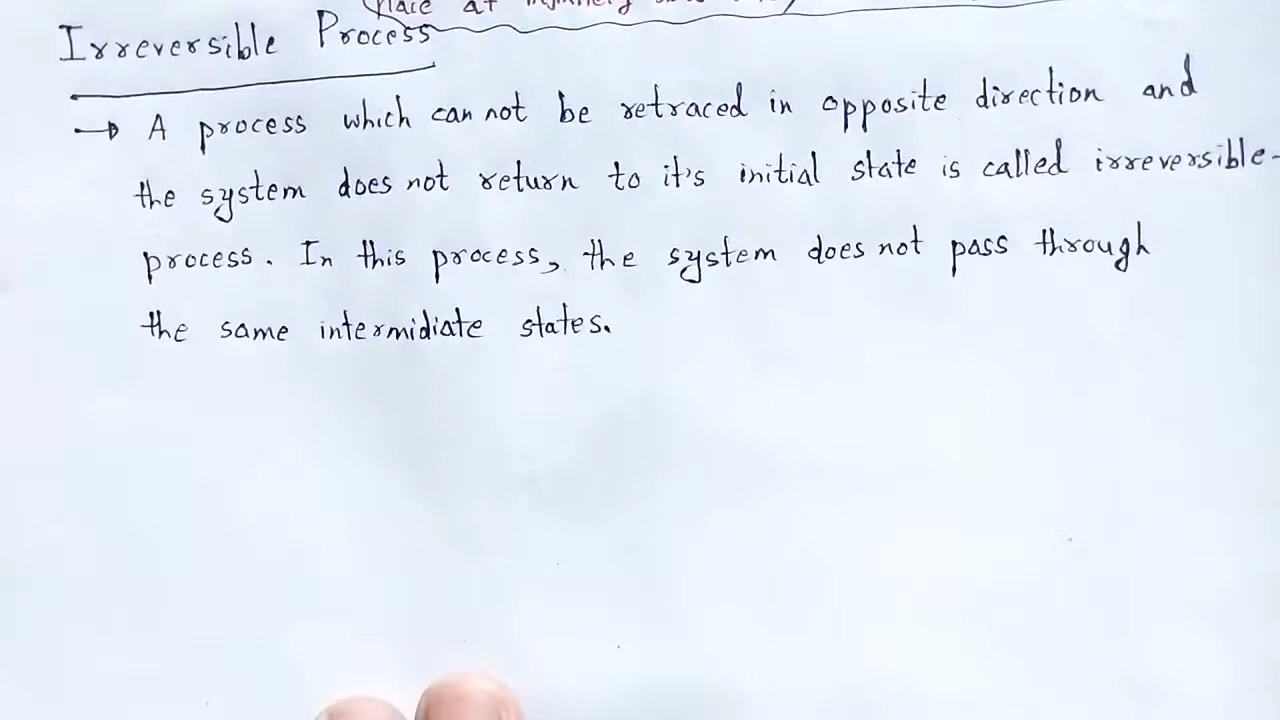 place at
Irreversible Process
→ A process which can not be retraced in opposite direction and
the system does not return to it's initial state is called irreversible-
process. In this process, the system does not pass through
the same intermidiate states.